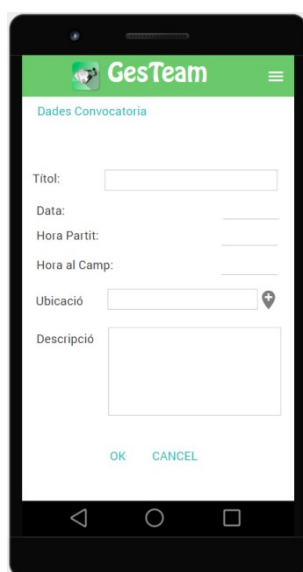 GesTeam
Dades Convocatoria
Títol:
Data:
Hora Partit:
Hora al Camp:
Ubicació
Descripció
OK CANCEL